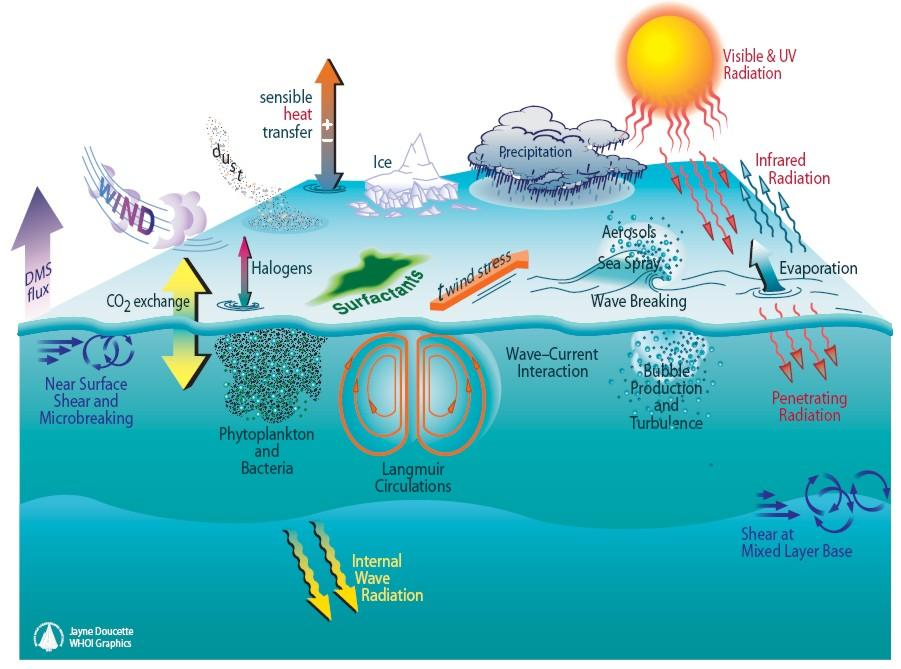 Visible & UV
Radiation
sensible
heat
transfer
+
–
dust
Ice
Precipitation
Infrared
Radiation
WIND
DMS
flux
Aerosols
Sea Spray
Wave Breaking
Halogens
Evaporation
CO2 exchange
Surfactants
τ wind stress
Near Surface
Shear and
Microbreaking
Wave–Current
Interaction
Bubble
Production
and
Turbulence
Penetrating
Radiation
Phytoplankton
and
Bacteria
Langmuir
Circulations
Shear at
Mixed Layer Base
Internal
Wave
Radiation
Jayne Doucette
WHOI Graphics